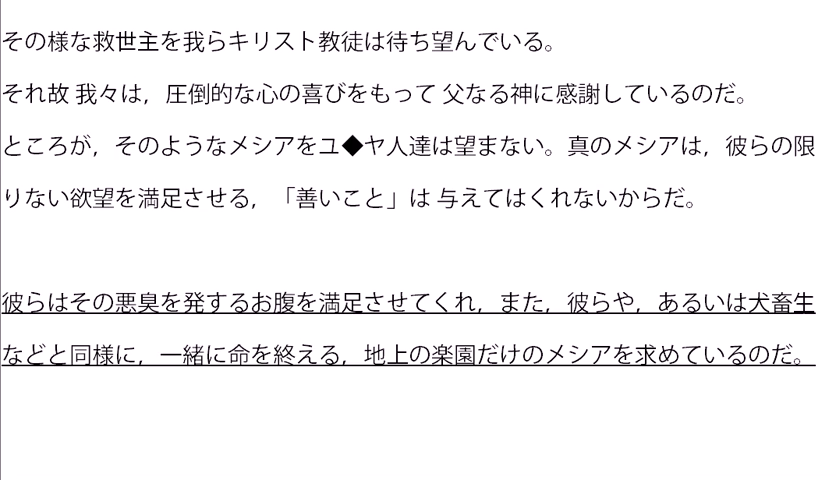 その様な救世主を我らキリスト教徒は待ち望んでいる。
それ故 我々は，圧倒的な心の喜びをもって 父なる神に感謝しているのだ。
ところが，そのようなメシアをユ◆ヤ人達は望まない。真のメシアは，彼らの限
りない欲望を満足させる，「善いこと」は 与えてはくれないからだ。
彼らはその悪臭を発するお腹を満足させてくれ，また，彼らや，あるいは犬畜生
などと同様に，一緒に命を終える，地上の楽園だけのメシアを求めているのだ。